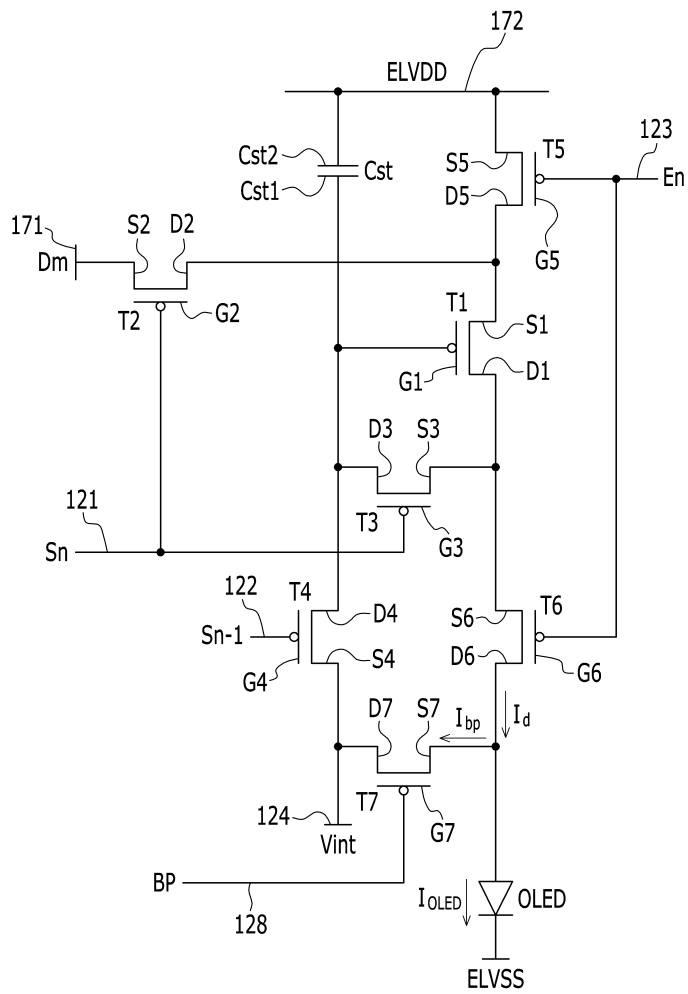 172
ELVDD
123
Cst2
Cst
S5
T5
Cst1
En
171
S2
D2
D5
Dm
G5
T1
T2
G2
S1
G1
D1
D3
S3
121
T3
G3
Sn
122
T4
D4
S6
T6
Sn-1
S4
D6
G4
G6
D7
S7
Ibp
Id
124
T7
G7
Vint
BP
128
IOLED
OLED
ELVSS